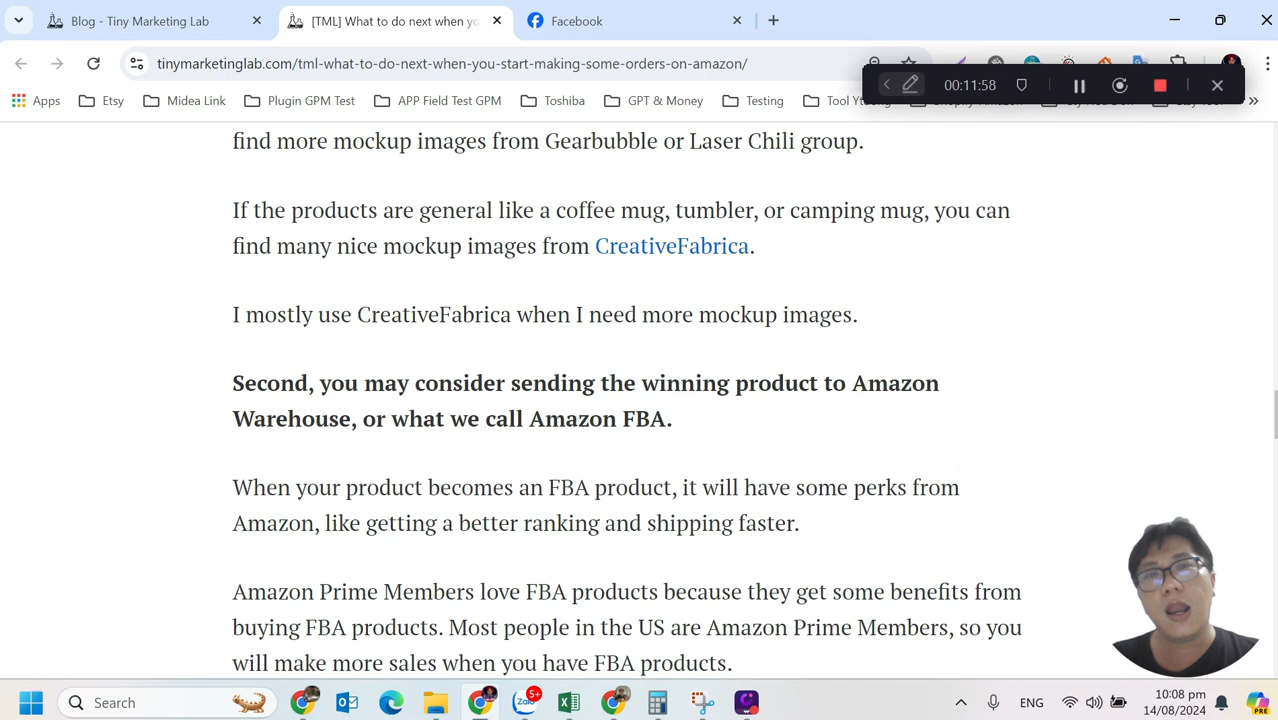 Blog - Tiny Marketing Lab
[TML] What to do next when yo
Facebook
tinymarketinglab.com/tml-what-to-do-next-when-you-start-making-some-orders-on-amazon/
00:11:58
Apps
Etsy
Midea Link
Plugin GPM Test
APP Field Test GPM
Toshiba
GPT & Money
Testing
find more mockup images from Gearbubble or Laser Chili group.
If the products are general like a coffee mug, tumbler, or camping mug, you can
find many nice mockup images from CreativeFabrica.
I mostly use CreativeFabrica when I need more mockup images.
Second, you may consider sending the winning product to Amazon
Warehouse, or what we call Amazon FBA.
When your product becomes an FBA product, it will have some perks from
Amazon, like getting a better ranking and shipping faster.
Amazon Prime Members love FBA products because they get some benefits from
buying FBA products. Most people in the US are Amazon Prime Members, so you
will make more sales when you have FBA products.
Search
Zalo
5+
ENG
10:08 pm
14/08/2024
PRE